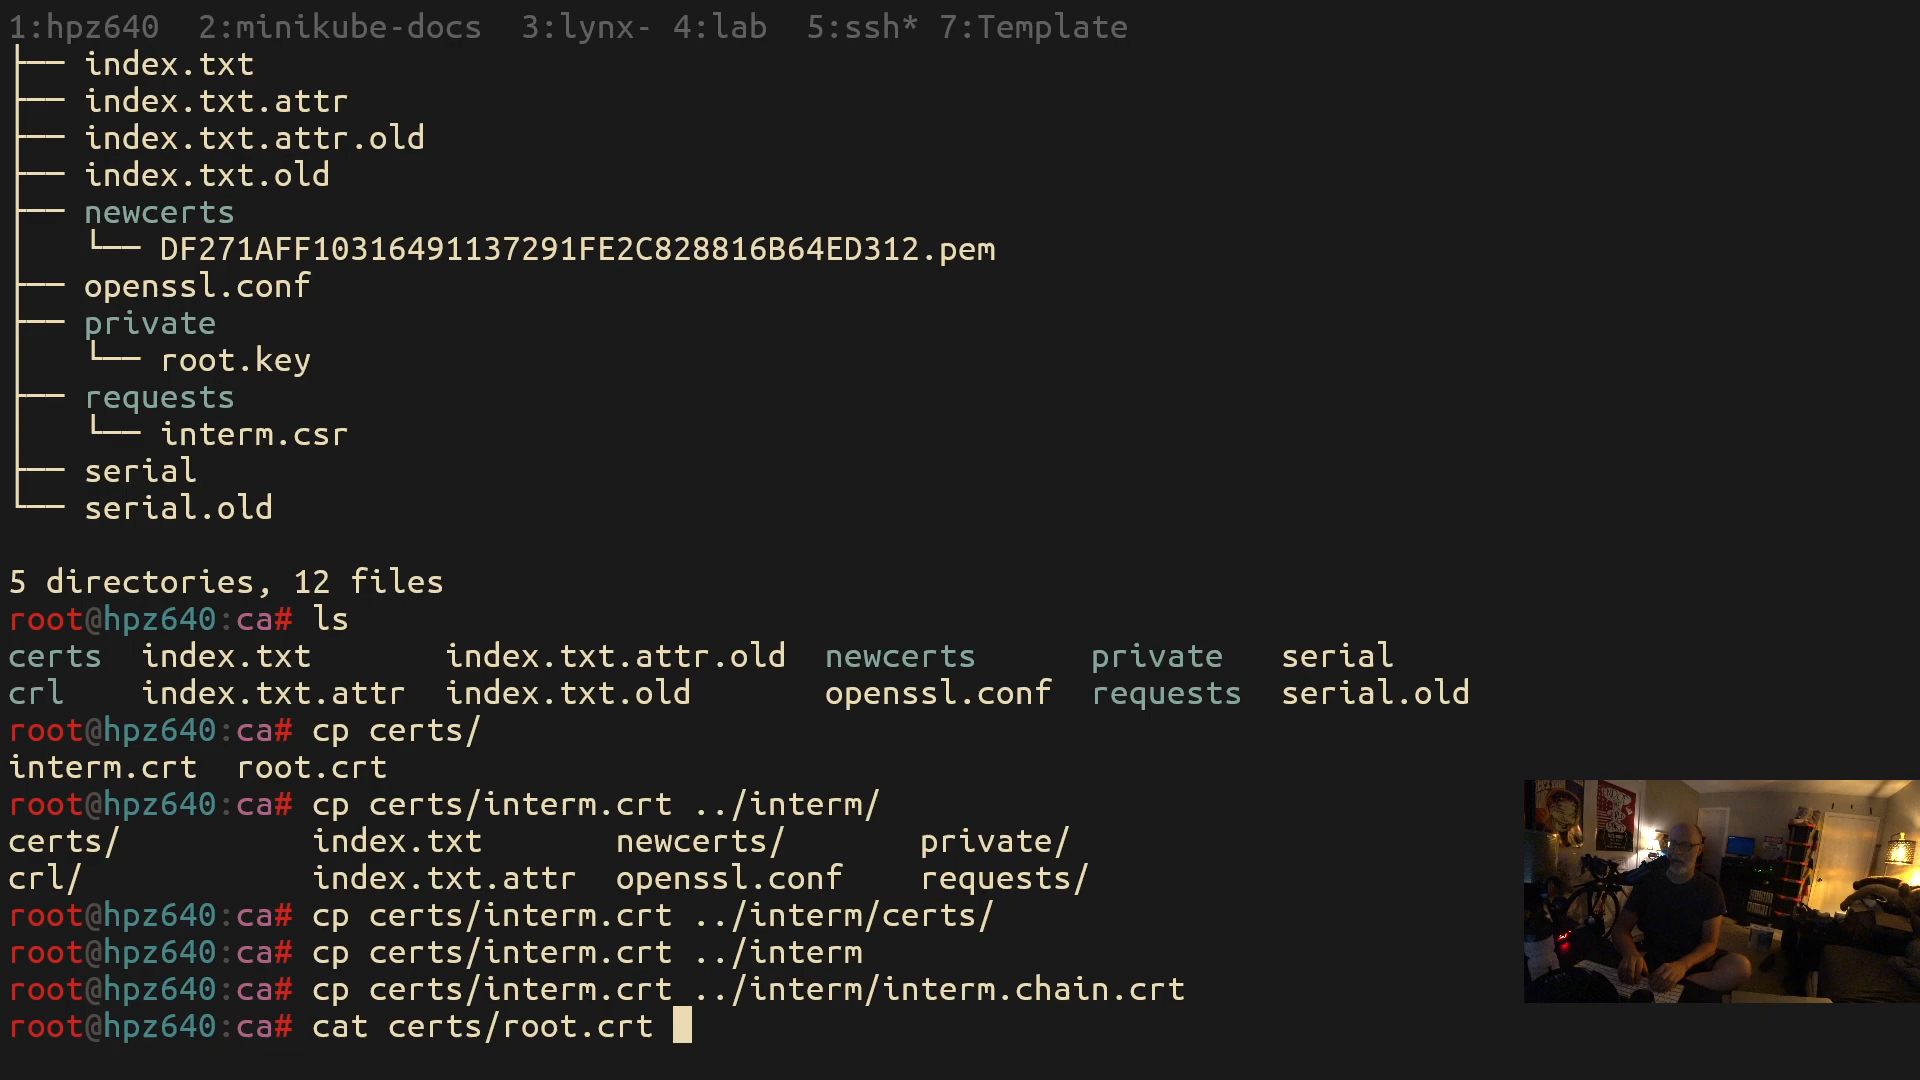 1:hpz640  2:minikube-docs  3:lynx- 4:lab  5:ssh* 7:Template
├── index.txt
├── index.txt.attr
├── index.txt.attr.old
├── index.txt.old
├── newcerts
│   └── DF271AFF10316491137291FE2C828816B64ED312.pem
├── openssl.conf
├── private
│   └── root.key
├── requests
│   └── interm.csr
├── serial
└── serial.old
5 directories, 12 files
root@hpz640:ca# ls
certs  index.txt       index.txt.attr.old  newcerts      private   serial
crl    index.txt.attr  index.txt.old       openssl.conf  requests  serial.old
root@hpz640:ca# cp certs/
interm.crt  root.crt
root@hpz640:ca# cp certs/interm.crt ../interm/
certs/          index.txt       newcerts/       private/
crl/            index.txt.attr  openssl.conf    requests/
root@hpz640:ca# cp certs/interm.crt ../interm/certs/
root@hpz640:ca# cp certs/interm.crt ../interm
root@hpz640:ca# cp certs/interm.crt ../interm/interm.chain.crt
root@hpz640:ca# cat certs/root.crt